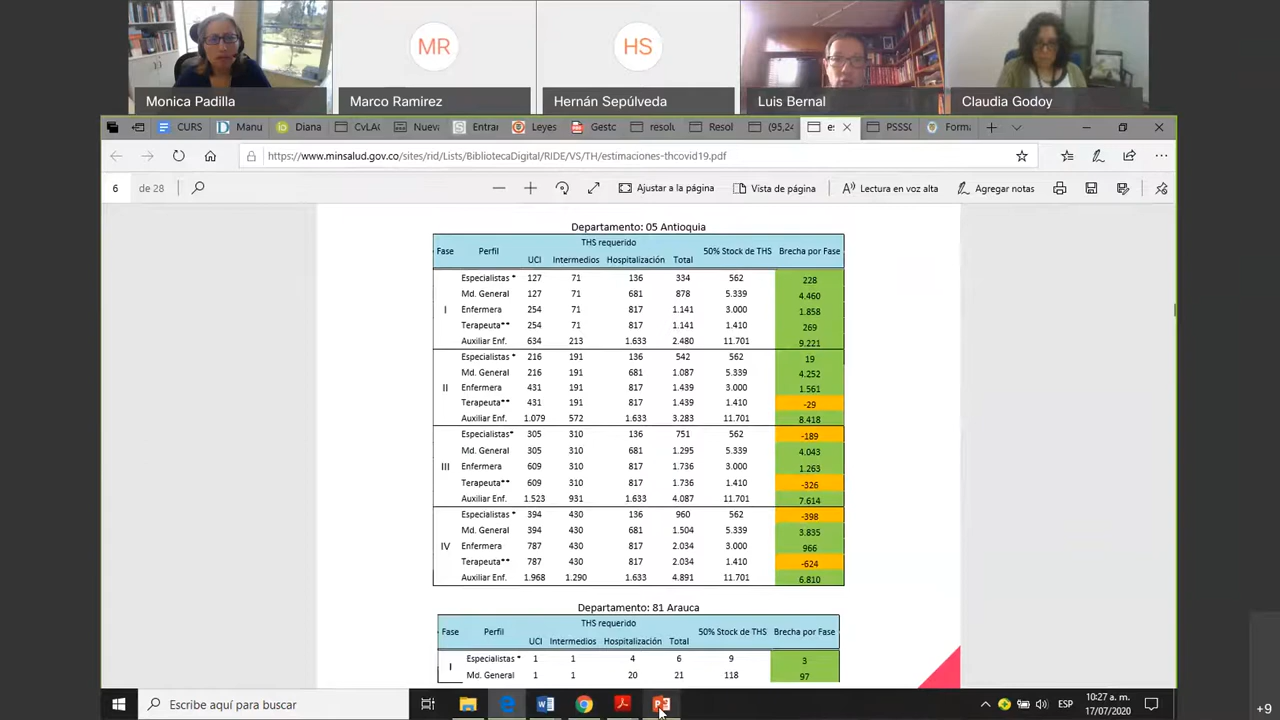 MR
HS
Monica Padilla
Marco Ramirez
Hernán Sepúlveda
Luis Bernal
Claudia Godoy
CURS Manu Diana CvLAC Nueva Entrar Leyes Gesto resolu Resol (95,24 es PSSSO Forma
https://www.minsalud.gov.co/sites/rid/Lists/BibliotecaDigital/RIDE/VS/TH/estimaciones-thcovid19.pdf
6 de 28 Ajustar a la página Vista de página Lectura en voz alta Agregar notas
Departamento: 05 Antioquia
THS requerido
Fase Perfil 50% Stock de THS Brecha por Fase
UCI Intermedios Hospitalización Total
Especialistas * 127 71 136 334 562 228
Md. General 127 71 681 878 5.339 4.460
I Enfermera 254 71 817 1.141 3.000 1.858
Terapeuta** 254 71 817 1.141 1.410 269
Auxiliar Enf. 634 213 1.633 2.480 11.701 9.221
Especialistas * 216 191 136 542 562 19
Md. General 216 191 681 1.087 5.339 4.252
II Enfermera 431 191 817 1.439 3.000 1.561
Terapeuta** 431 191 817 1.439 1.410 -29
Auxiliar Enf. 1.079 572 1.633 3.283 11.701 8.418
Especialistas* 305 310 136 751 562 -189
Md. General 305 310 681 1.295 5.339 4.043
III Enfermera 609 310 817 1.736 3.000 1.263
Terapeuta** 609 310 817 1.736 1.410 -326
Auxiliar Enf. 1.523 931 1.633 4.087 11.701 7.614
Especialistas * 394 430 136 960 562 -398
Md. General 394 430 681 1.504 5.339 3.835
IV Enfermera 787 430 817 2.034 3.000 966
Terapeuta** 787 430 817 2.034 1.410 -624
Auxiliar Enf. 1.968 1.290 1.633 4.891 11.701 6.810
Departamento: 81 Arauca
THS requerido
Fase Perfil 50% Stock de THS Brecha por Fase
UCI Intermedios Hospitalización Total
I Especialistas * 1 1 4 6 9 3
Md. General 1 1 20 21 118 97
Escribe aquí para buscar
ESP
10:27 a. m.
17/07/2020
+9